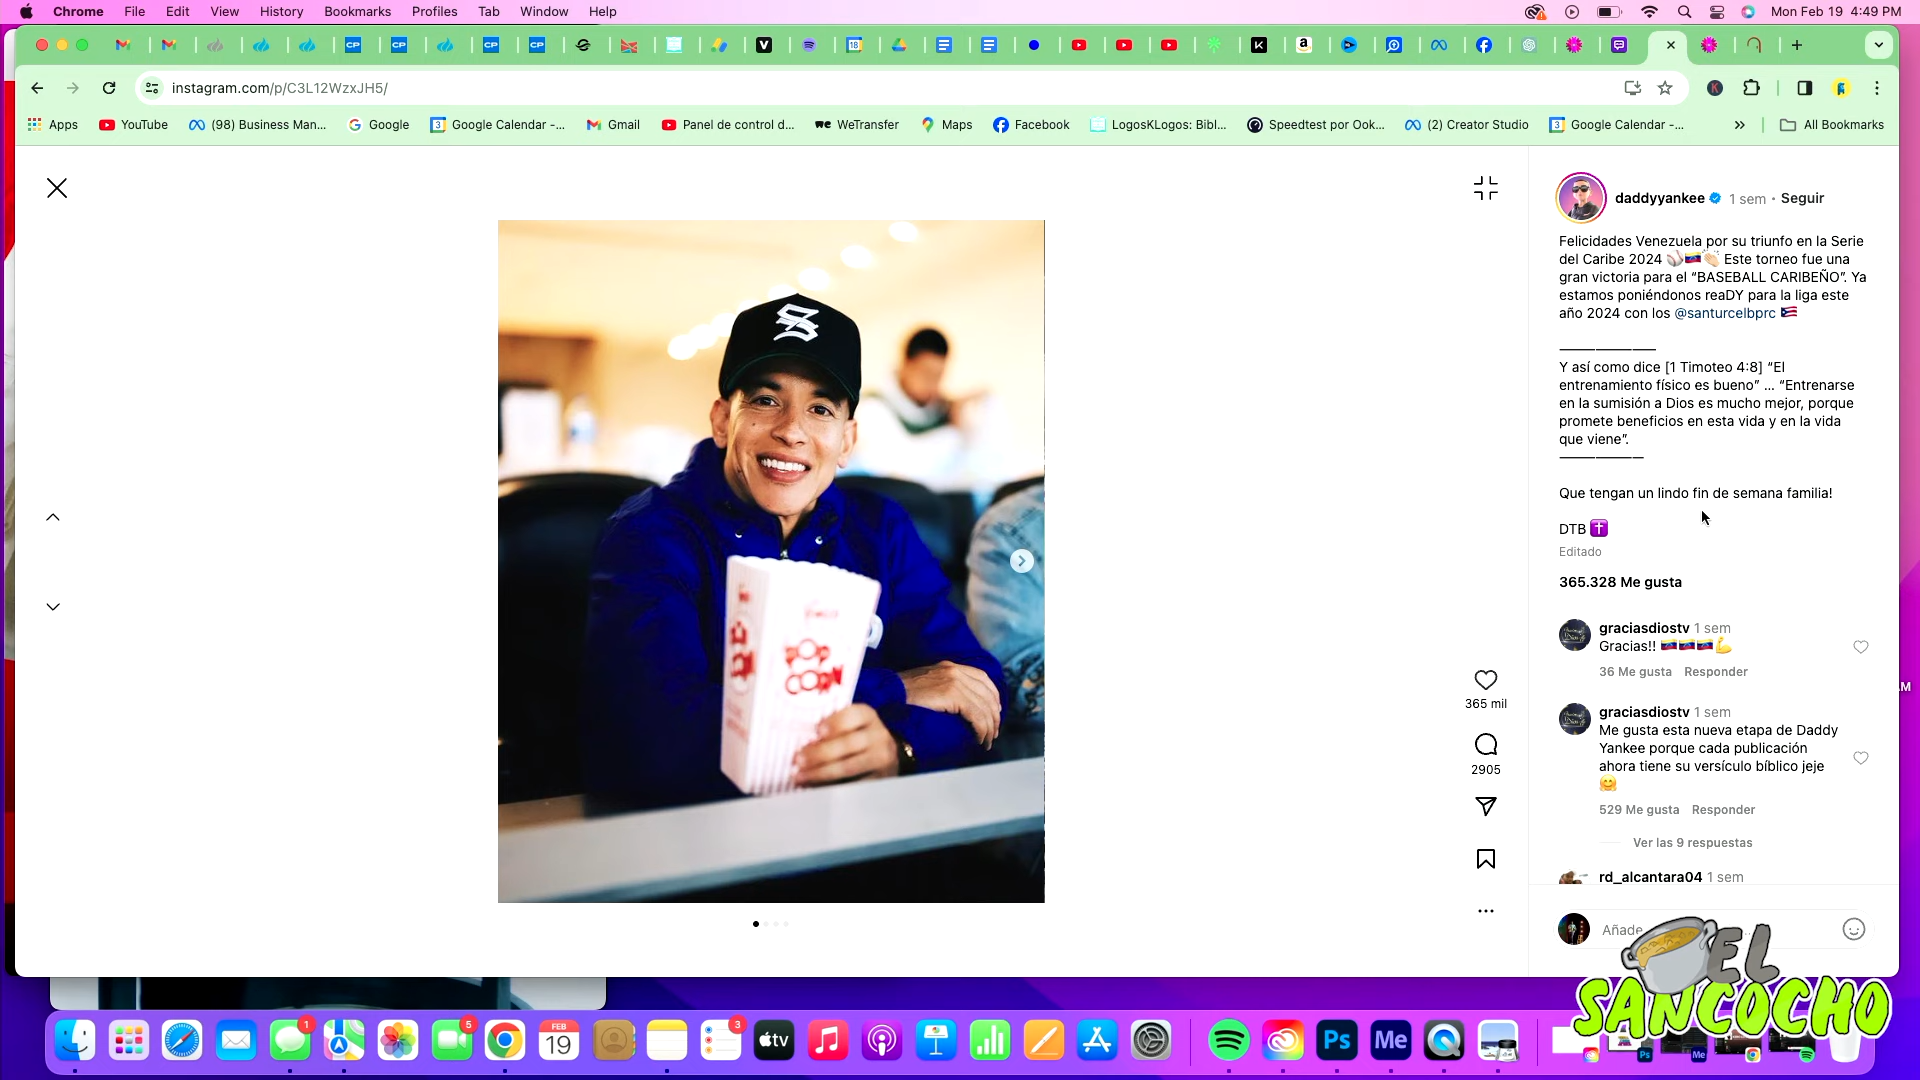 Chrome File Edit View History Bookmarks Profiles Tab Window Help Mon Feb 19 4:49 PM
instagram.com/p/C3L12WzxJH5/
Apps YouTube (98) Business Man... Google Google Calendar -... Gmail Panel de control d... WeTransfer Maps Facebook LogosKLogos: Bibl... Speedtest por Ook... (2) Creator Studio Google Calendar -... » All Bookmarks
daddyyankee 1 sem • Seguir
Felicidades Venezuela por su triunfo en la Serie
del Caribe 2024 ⚾🇻🇪👏🏻 Este torneo fue una
gran victoria para el “BASEBALL CARIBEÑO”. Ya
estamos poniéndonos reaDY para la liga este
año 2024 con los @santurcelbprc 🇵🇷
Y así como dice [1 Timoteo 4:8] “El
entrenamiento físico es bueno” ... “Entrenarse
en la sumisión a Dios es mucho mejor, porque
promete beneficios en esta vida y en la vida
que viene”.
Que tengan un lindo fin de semana familia!
DTB ✝️
Editado
365.328 Me gusta
graciasdiostv 1 sem
Gracias!! 🇻🇪🇻🇪🇻🇪💪
36 Me gusta Responder
graciasdiostv 1 sem
Me gusta esta nueva etapa de Daddy
Yankee porque cada publicación
ahora tiene su versículo bíblico jeje
🤗
529 Me gusta Responder
Ver las 9 respuestas
rd_alcantara04 1 sem
Añade
365 mil
2905
POP
CORN
EL
SANCOCHO
1
5
FEB
19
3
tv
Ps
Me